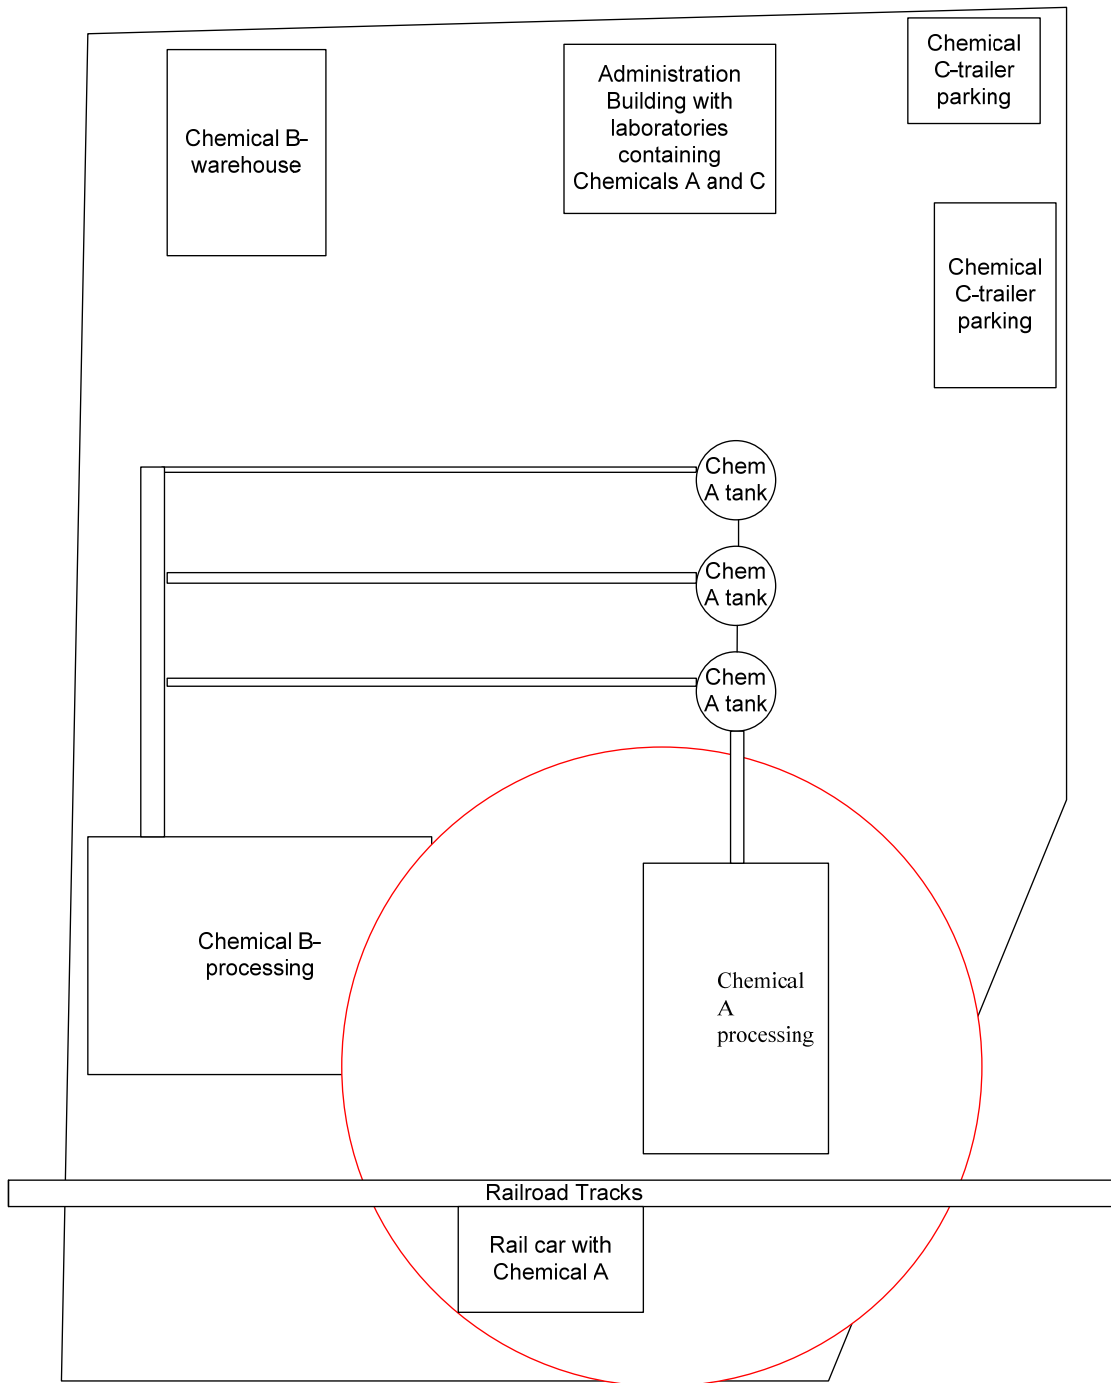 Chemical
C-trailer
parking
Administration
Building with
laboratories
containing
Chemicals A and C
Chemical B-
warehouse
Chemical
C-trailer
parking
Chem
A tank
Chem
A tank
Chem
A tank
Chemical B-
processing
Chemical
A
processing
Railroad Tracks
Rail car with
Chemical A